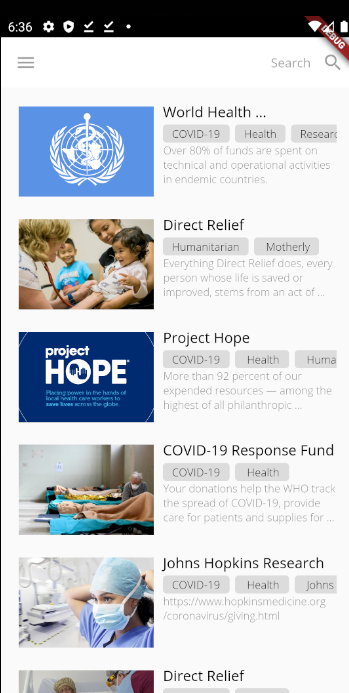 6:36
DEBUG
Search
World Health ...
COVID-19 Health Researc
Over 80% of funds are spent on
technical and operational activities
in endemic countries.
Direct Relief
Humanitarian Motherly
Everything Direct Relief does, every
person whose life is saved or
improved, stems from an act of ...
project
HOPE
Placing power in the hands of
local health care workers to
save lives across the globe.
Project Hope
COVID-19 Health Huma
More than 92 percent of our
expended resources — among the
highest of all philanthropic ...
COVID-19 Response Fund
COVID-19 Health
Your donations help the WHO track
the spread of COVID-19, provide
care for patients and supplies for ...
Johns Hopkins Research
COVID-19 Health Johns
https://www.hopkinsmedicine.org
/coronavirus/giving.html
Direct Relief